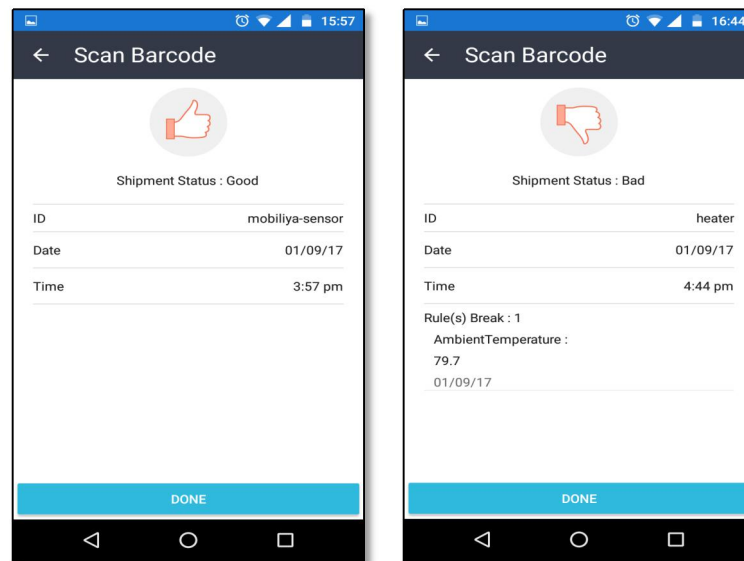 15:57
Scan Barcode
Shipment Status : Good
ID mobiliya-sensor
Date 01/09/17
Time 3:57 pm
DONE
16:44
Scan Barcode
Shipment Status : Bad
ID heater
Date 01/09/17
Time 4:44 pm
Rule(s) Break : 1
AmbientTemperature :
79.7
01/09/17
DONE